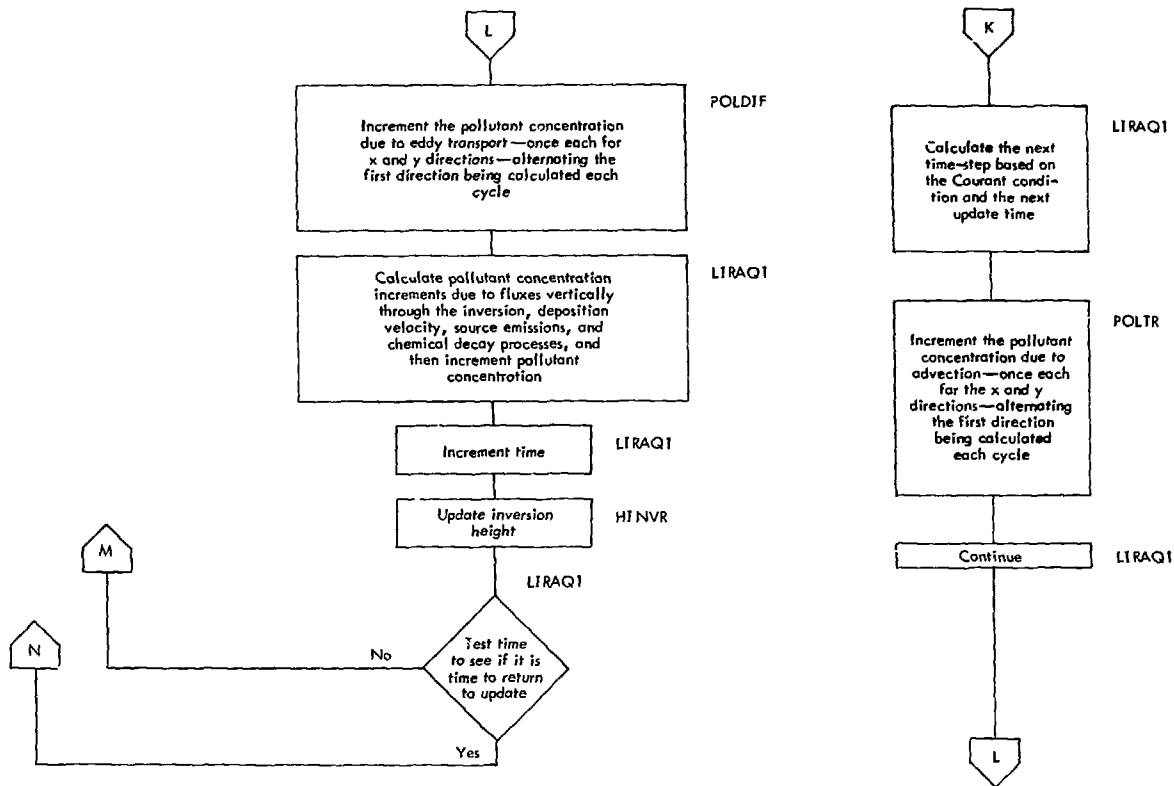 L
POLDIF
Increment the pollutant concentration
due to eddy transport—once each for
x and y directions—alternating the
first direction being calculated each
cycle
LIRAQ1
Calculate pollutant concentration
increments due to fluxes vertically
through the inversion, deposition
velocity, source emissions, and
chemical decay processes, and
then increment pollutant
concentration
Increment time
LIRAQ1
Update inversion
height
HINVR
LIRAQ1
Test time
to see if it is
time to return
to update
No
M
Yes
N
K
LIRAQ1
Calculate the next
time-step based on
the Courant condi-
tion and the next
update time
POLTR
Increment the pollutant
concentration due to
advection—once each
for the x and y
directions—alternating
the first direction
being calculated
each cycle
Continue
LIRAQ1
L